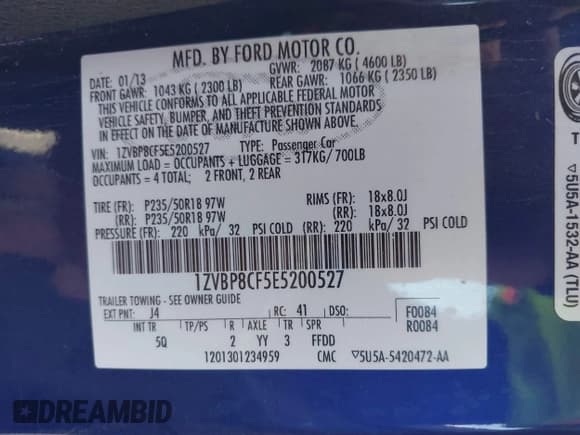 MFD. BY FORD MOTOR CO.
DATE: 01/13
GVWR: 2087 KG ( 4600 LB)
FRONT GAWR: 1043 KG ( 2300 LB)
REAR GAWR: 1066 KG ( 2350 LB)
THIS VEHICLE CONFORMS TO ALL APPLICABLE FEDERAL MOTOR
VEHICLE SAFETY, BUMPER, AND THEFT PREVENTION STANDARDS
IN EFFECT ON THE DATE OF MANUFACTURE SHOWN ABOVE.
VIN: 1ZVBP8CF5E5200527
TYPE: Passenger Car
MAXIMUM LOAD = OCCUPANTS + LUGGAGE = 317KG/ 700LB
OCCUPANTS = 4 TOTAL; 2 FRONT, 2 REAR
TIRE (FR): P235/50R18 97W
RIMS (FR): 18x8.0J
(RR): P235/50R18 97W
(RR): 18x8.0J
PRESSURE (FR): 220 kPa/ 32 PSI COLD (RR): 220 kPa/ 32 PSI COLD
1ZVBP8CF5E5200527
TRAILER TOWING - SEE OWNER GUIDE
EXT PNT: J4 RC: 41 DSO:
F0084
R0084
INT TR TP/PS R AXLE TR SPR
5Q 2 YY 3 FFDD
1201301234959
CMC ▽5U5A-5420472-AA
T
▽5U5A-1532-AA (TLU)
DREAMBID